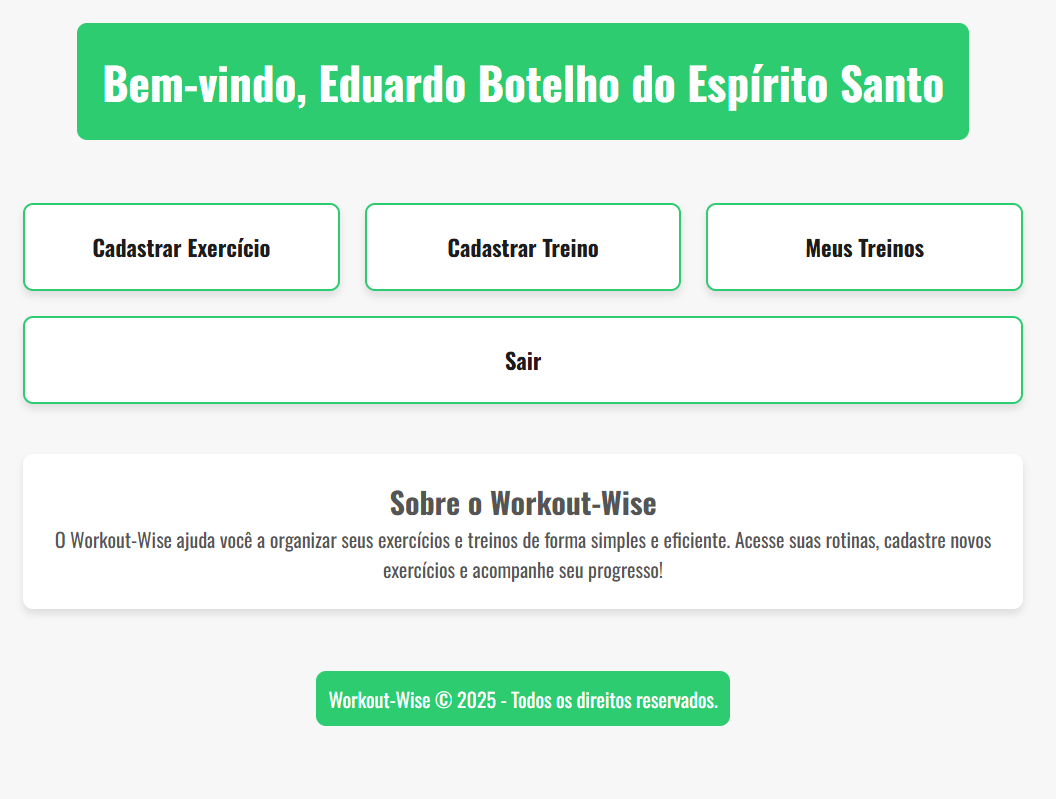 Bem-vindo, Eduardo Botelho do Espírito Santo
Cadastrar Exercício
Cadastrar Treino
Meus Treinos
Sair
Sobre o Workout-Wise
O Workout-Wise ajuda você a organizar seus exercícios e treinos de forma simples e eficiente. Acesse suas rotinas, cadastre novos
exercícios e acompanhe seu progresso!
Workout-Wise © 2025 - Todos os direitos reservados.